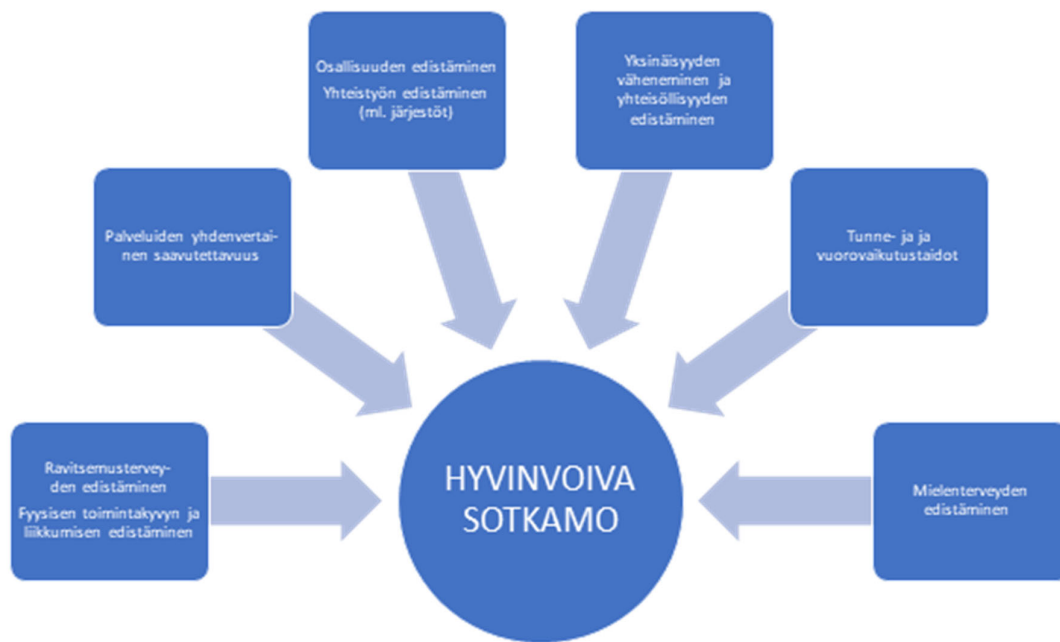 Osallisuuden edistäminen
Yhteistyön edistäminen
(ml. järjestöt)
Yksinäisyyden
väheneminen ja
yhteisöllisyyden
edistäminen
Palveluiden yhdenvertai-
nen saavutettavuus
Tunne- ja ja
vuorovaikutustaidot
Ravitsemustervey-
den edistäminen
Fyysisen toimintakyvyn ja
liikkumisen edistäminen
HYVINVOIVA
SOTKAMO
Mielenterveyden
edistäminen